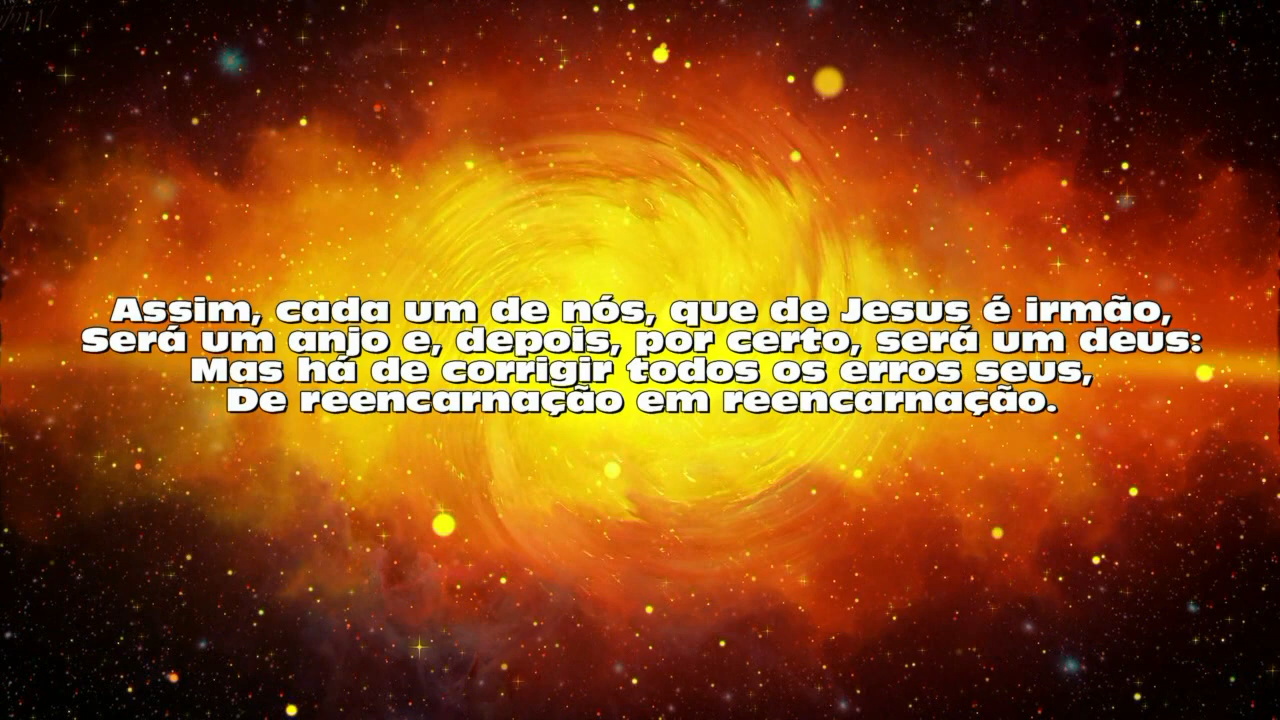 Assim, cada um de nós, que de Jesus é irmão,
Será um anjo e, depois, por certo, será um deus:
Mas há de corrigir todos os erros seus,
De reencarnação em reencarnação.